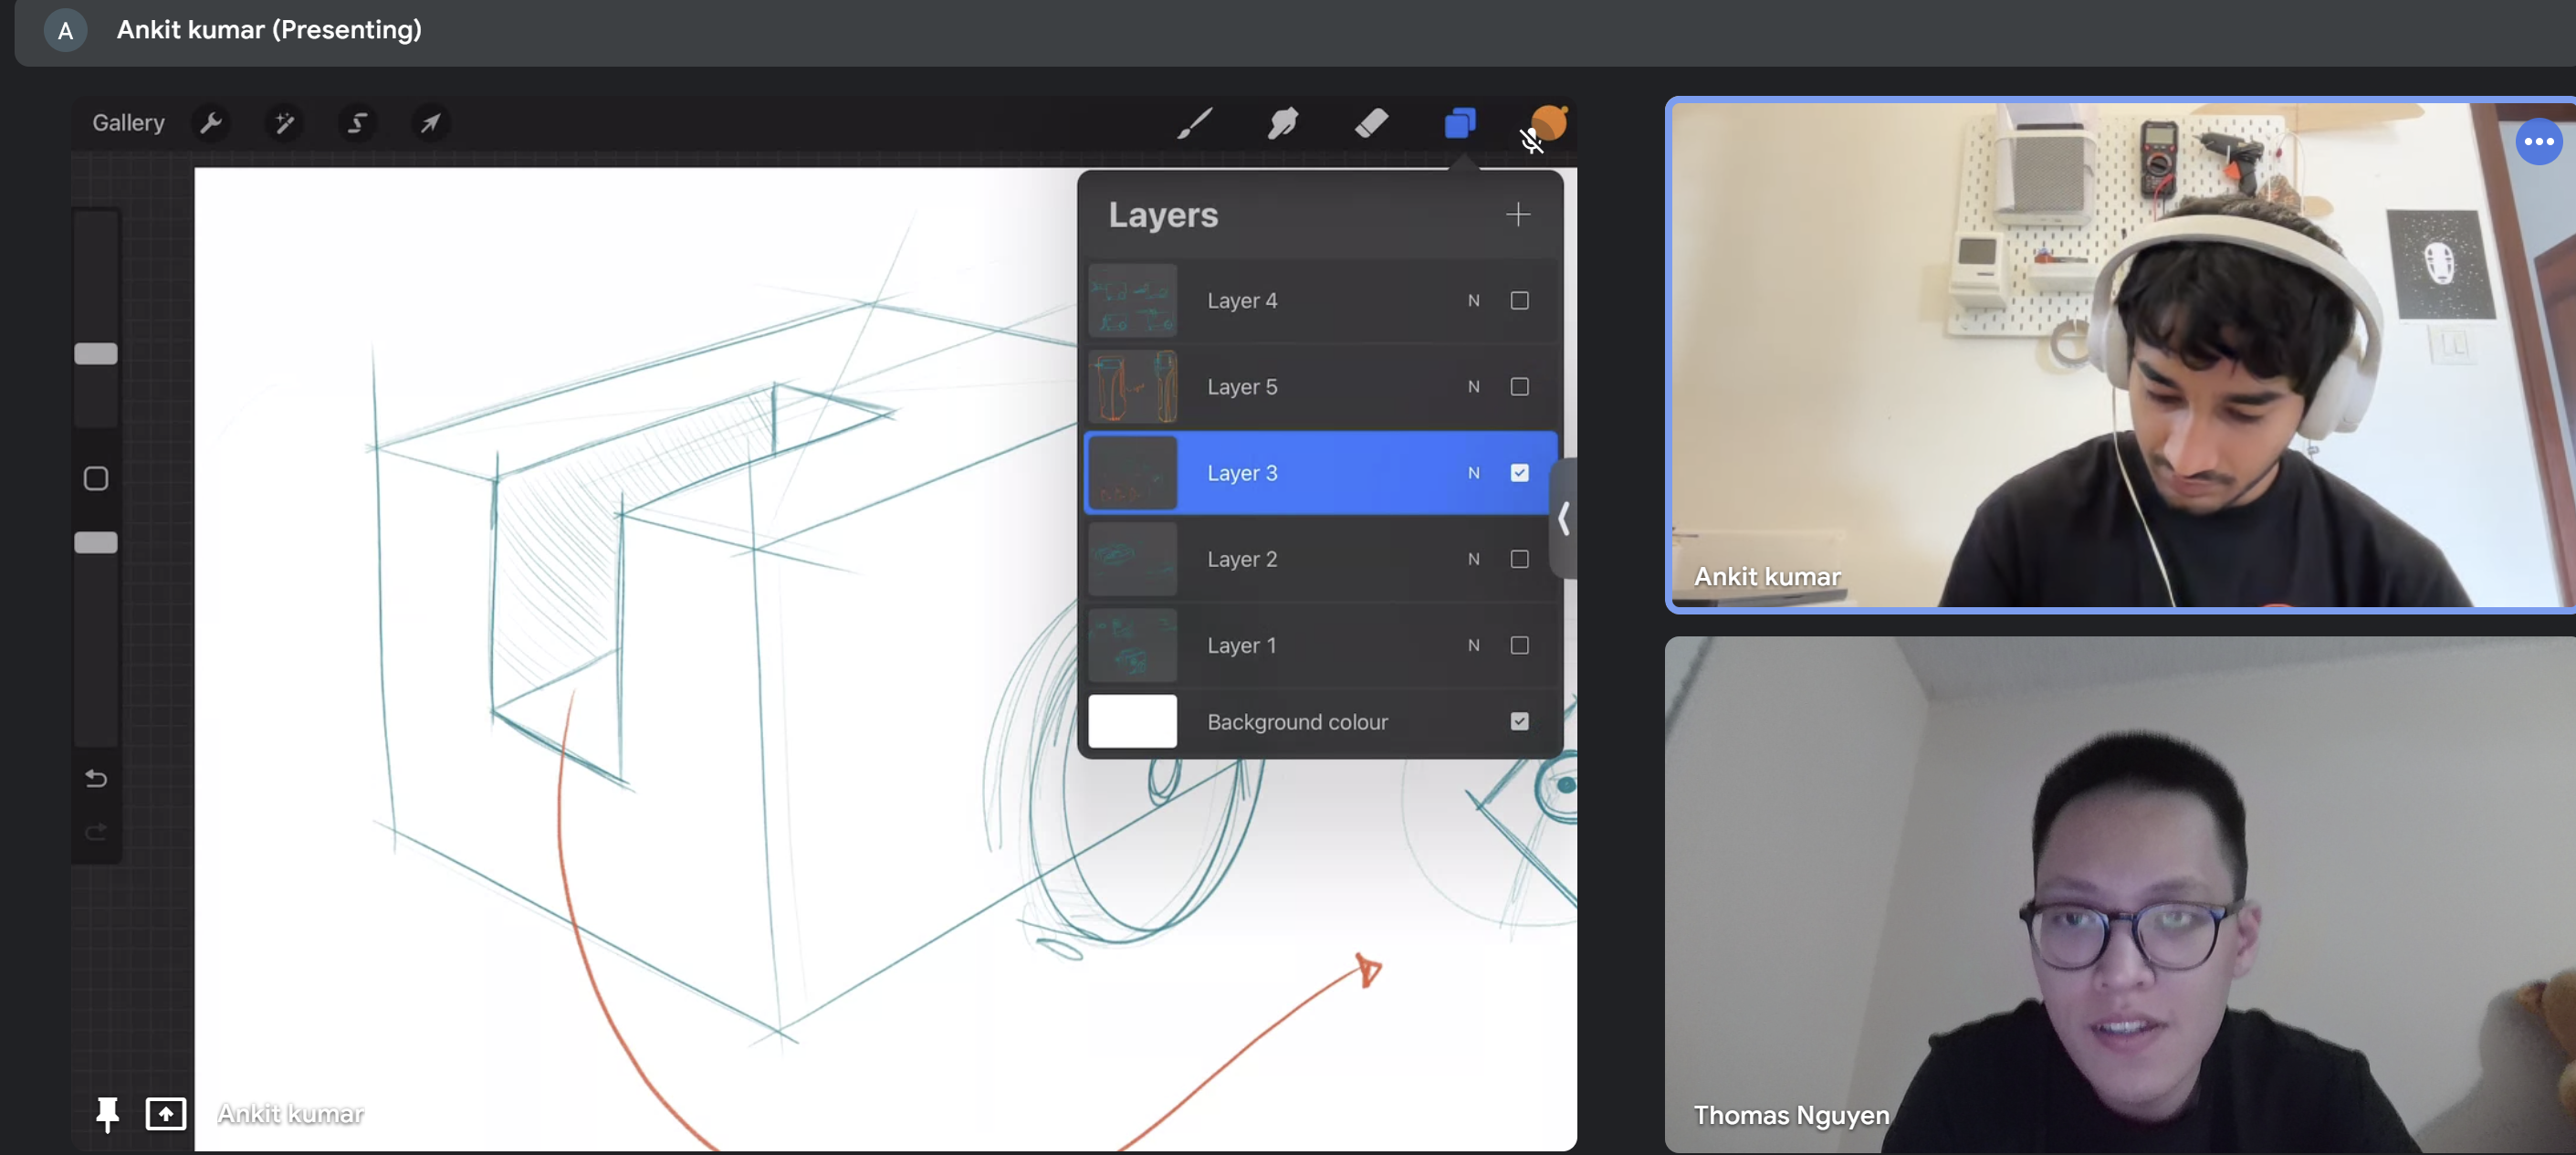 A Ankit kumar (Presenting)
Gallery
Layers
Layer 4 N
Layer 5 N
Layer 3 N
Layer 2 N
Layer 1 N
Background colour
Ankit kumar
Ankit kumar
Thomas Nguyen